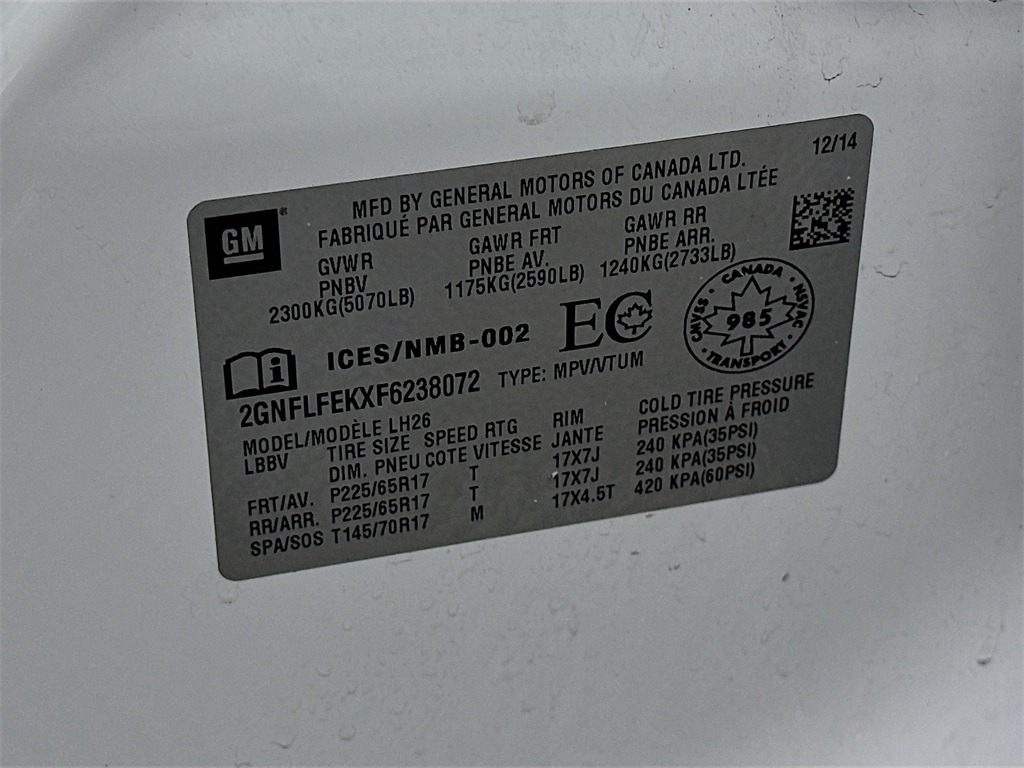 12/14
MFD BY GENERAL MOTORS OF CANADA LTD.
FABRIQUÉ PAR GENERAL MOTORS DU CANADA LTÉE
GM
GVWR GAWR FRT GAWR RR
PNBV PNBE AV. PNBE ARR.
2300KG(5070LB) 1175KG(2590LB) 1240KG(2733LB)
ICES/NMB-002 EC
CANADA
CMVSS 985 NSVAC
TRANSPORT
2GNFLFEKXF6238072 TYPE: MPV/VTUM
MODEL/MODÈLE LH26
LBBV TIRE SIZE SPEED RTG RIM COLD TIRE PRESSURE
DIM. PNEU COTE VITESSE JANTE PRESSION À FROID
FRT/AV. P225/65R17 T 17X7J 240 KPA(35PSI)
RR/ARR. P225/65R17 T 17X7J 240 KPA(35PSI)
SPA/SOS T145/70R17 M 17X4.5T 420 KPA(60PSI)